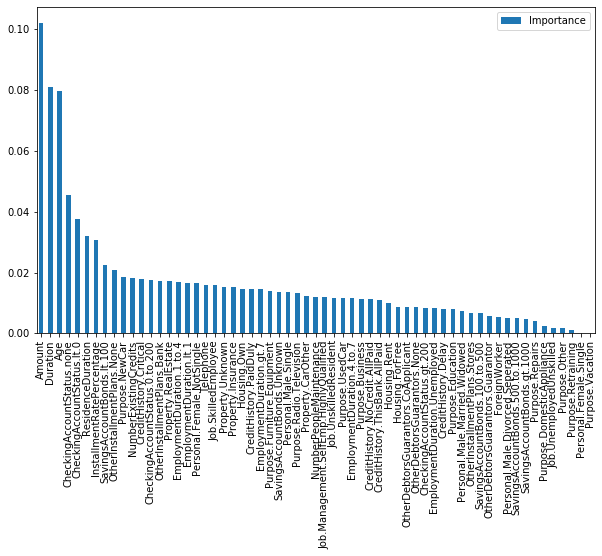 Importance
0.10
0.08
0.06
0.04
0.02
0.00
Amount
Duration
Age
CheckingAccountStatus.none
CheckingAccountStatus.lt.0
ResidenceDuration
InstallmentRatePercentage
SavingsAccountBonds.lt.100
OtherInstallmentPlans.None
Purpose.NewCar
NumberExistingCredits
CreditHistory.Critical
CheckingAccountStatus.0.to.200
OtherInstallmentPlans.Bank
Property.RealEstate
EmploymentDuration.1.to.4
EmploymentDuration.lt.1
Personal.Female.NotSingle
Telephone
Job.SkilledEmployee
Property.Unknown
Property.Insurance
Housing.Own
CreditHistory.PaidDuly
EmploymentDuration.gt.7
Purpose.Furniture.Equipment
SavingsAccountBonds.Unknown
Personal.Male.Single
Purpose.Radio.Television
Property.CarOther
NumberPeopleMaintenance
Job.Management.SelfEmp.HighlyQualified
Job.UnskilledResident
Purpose.UsedCar
EmploymentDuration.4.to.7
Purpose.Business
CreditHistory.NoCredit.AllPaid
CreditHistory.ThisBank.AllPaid
Housing.Rent
Housing.ForFree
OtherDebtorsGuarantors.CoApplicant
OtherDebtorsGuarantors.None
CheckingAccountStatus.gt.200
EmploymentDuration.Unemployed
CreditHistory.Delay
Purpose.Education
Personal.Male.Married.Widowed
OtherInstallmentPlans.Stores
SavingsAccountBonds.100.to.500
OtherDebtorsGuarantors.Guarantor
ForeignWorker
Personal.Male.Divorced.Seperated
SavingsAccountBonds.500.to.1000
SavingsAccountBonds.gt.1000
Purpose.Repairs
Purpose.DomesticAppliance
Job.UnemployedUnskilled
Purpose.Other
Purpose.Retraining
Personal.Female.Single
Purpose.Vacation